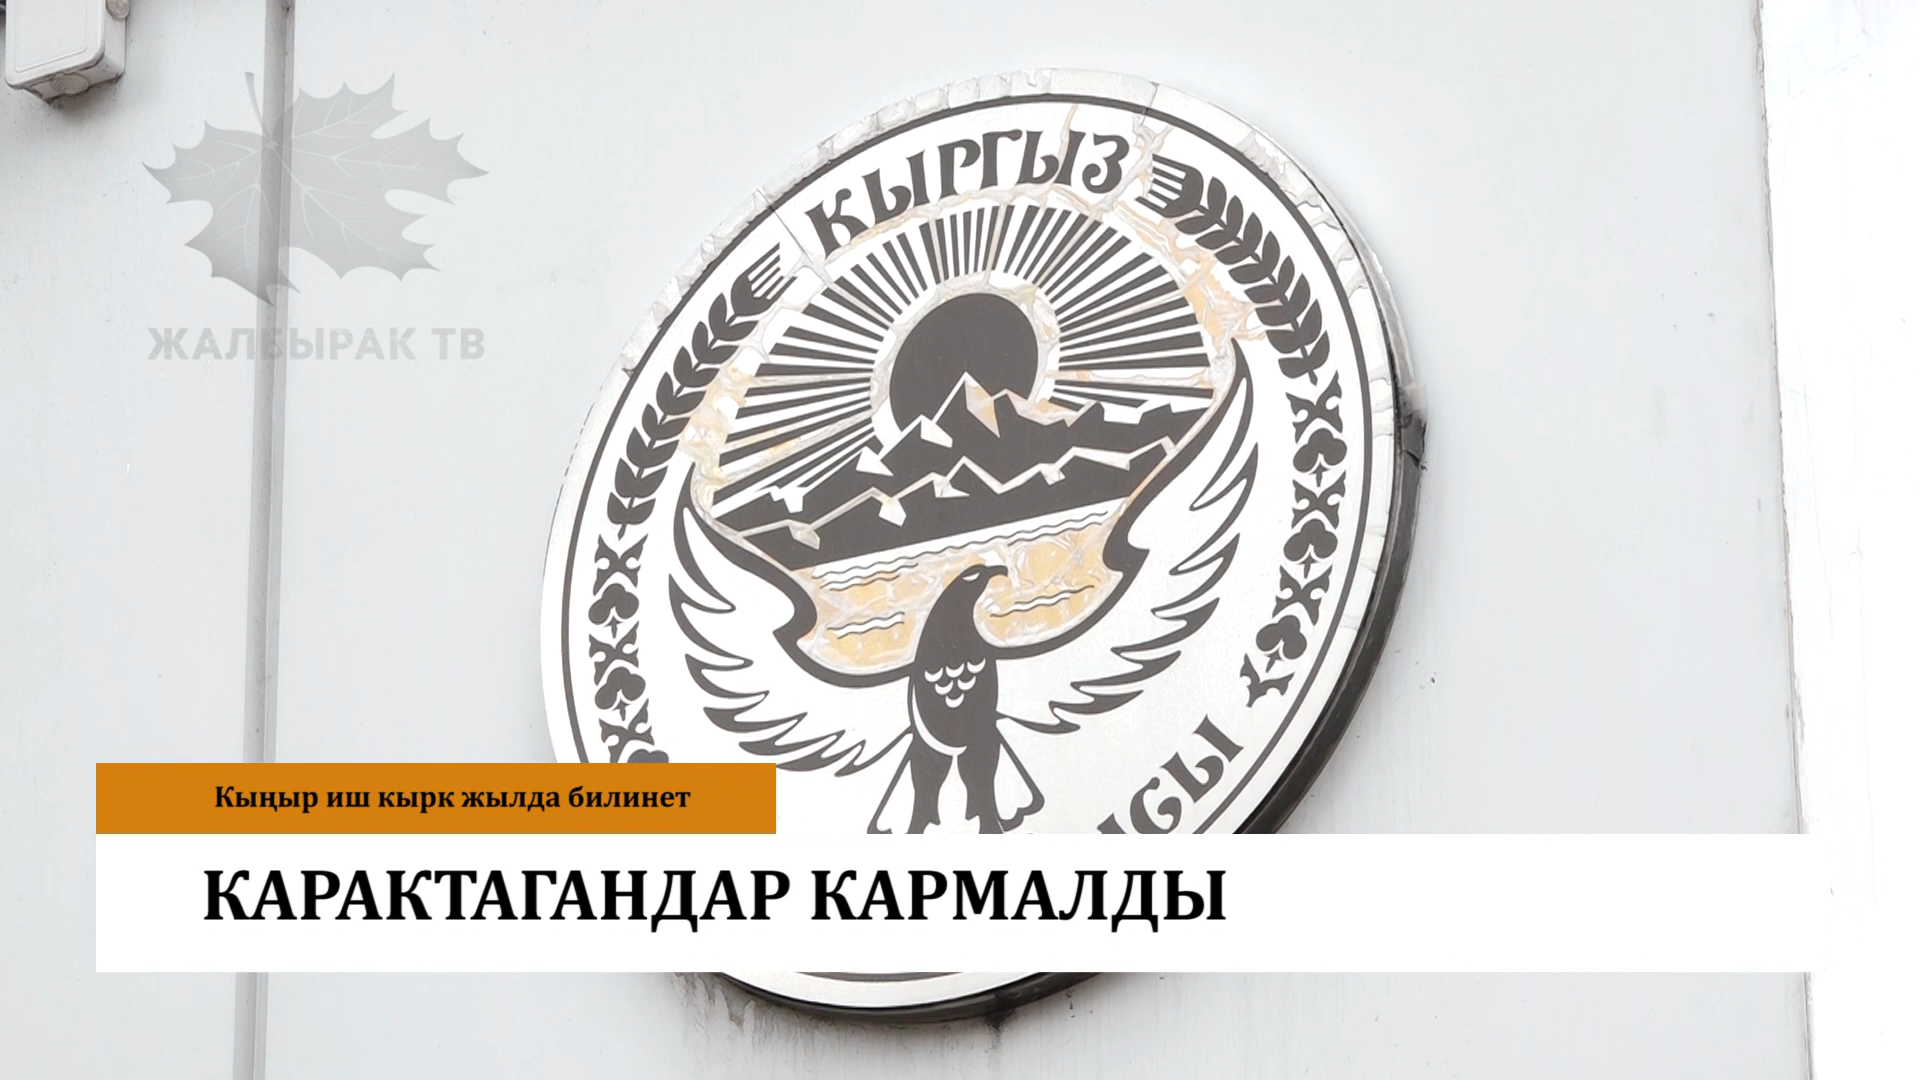 КЫРГЫЗ
ЖАЛБЫРАК ТВ
Кыңыр иш кырк жылда билинет
КАРАКТАГАНДАР КАРМАЛДЫ